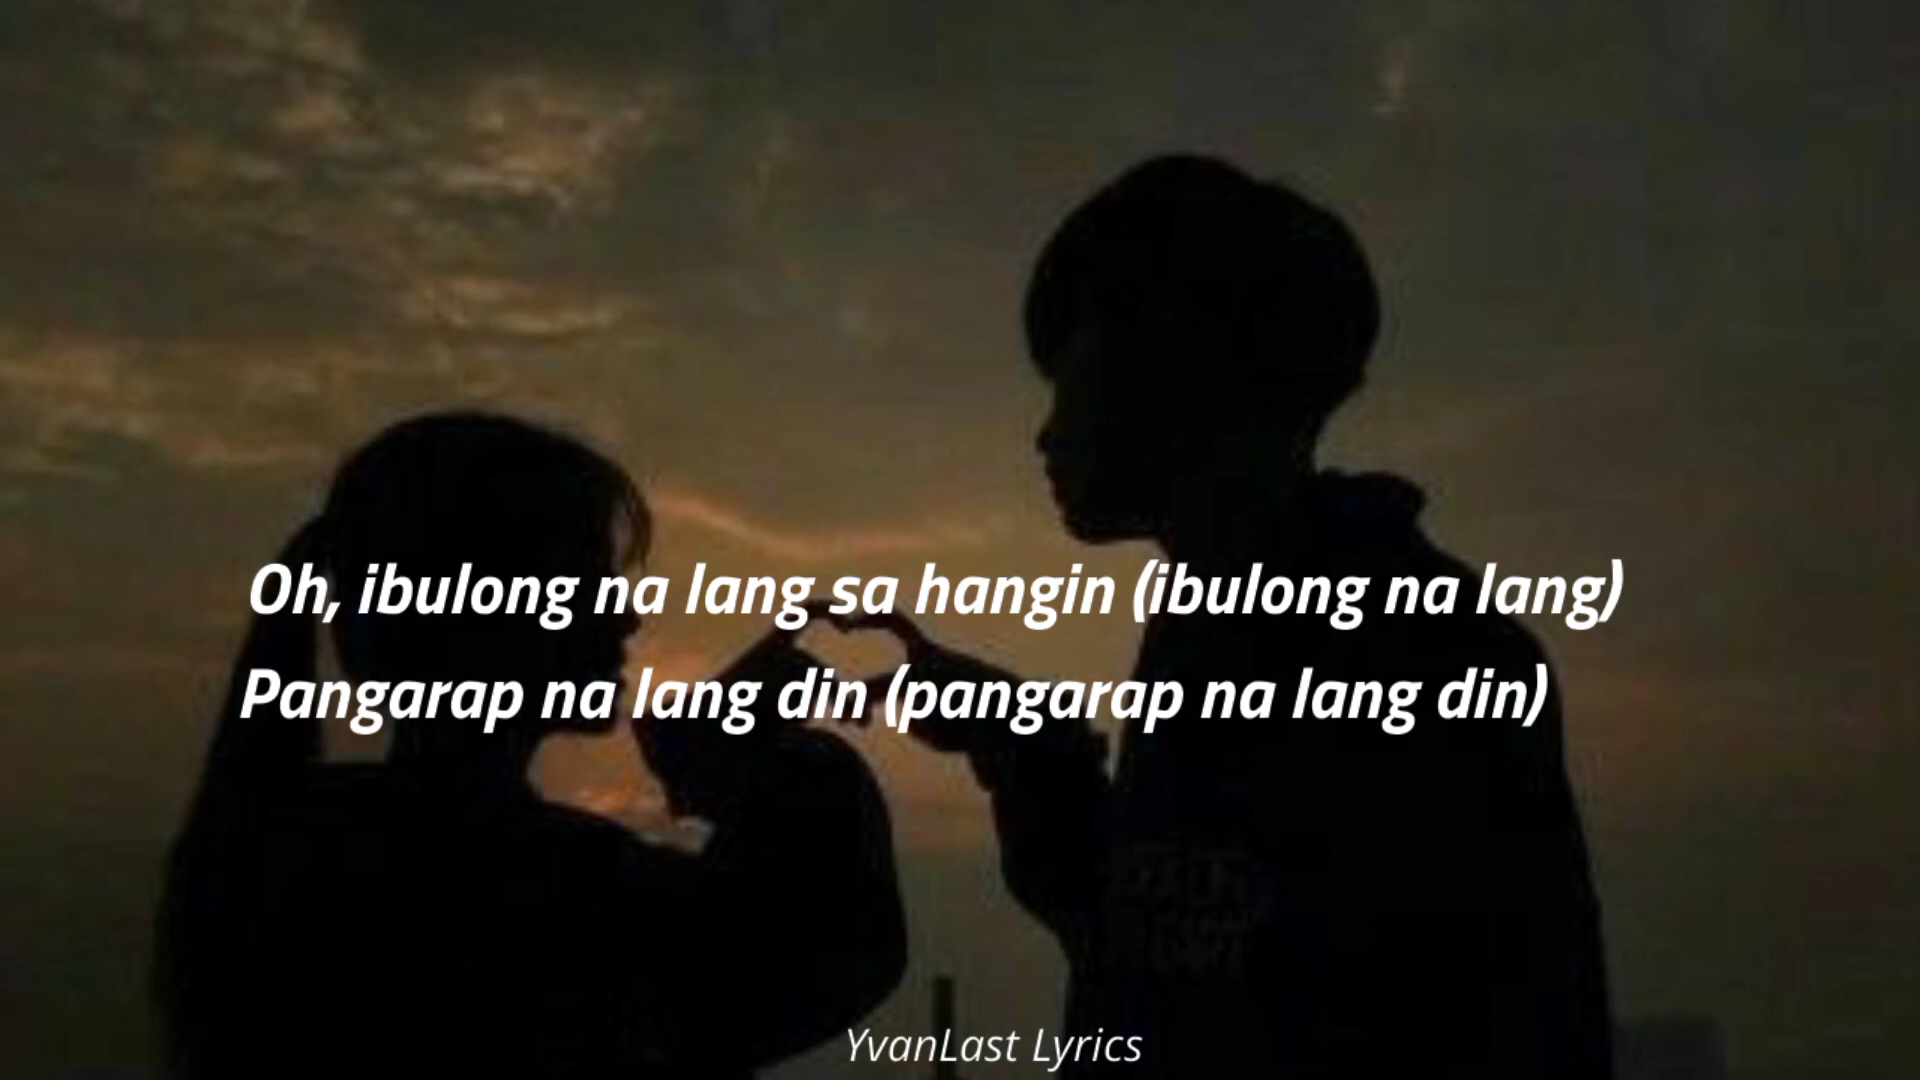 Oh, ibulong na lang sa hangin (ibulong na lang)
Pangarap na lang din (pangarap na lang din)
YvanLast Lyrics